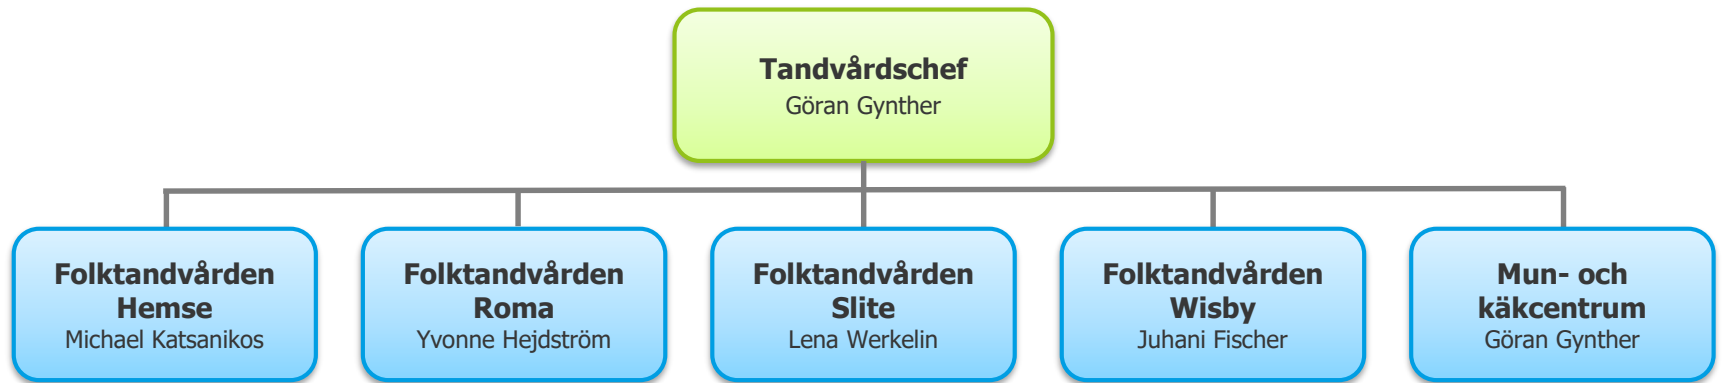 Tandvårdschef
Göran Gynther
Folktandvården
Hemse
Michael Katsanikos
Folktandvården
Roma
Yvonne Hejdström
Folktandvården
Slite
Lena Werkelin
Folktandvården
Wisby
Juhani Fischer
Mun- och
käkcentrum
Göran Gynther